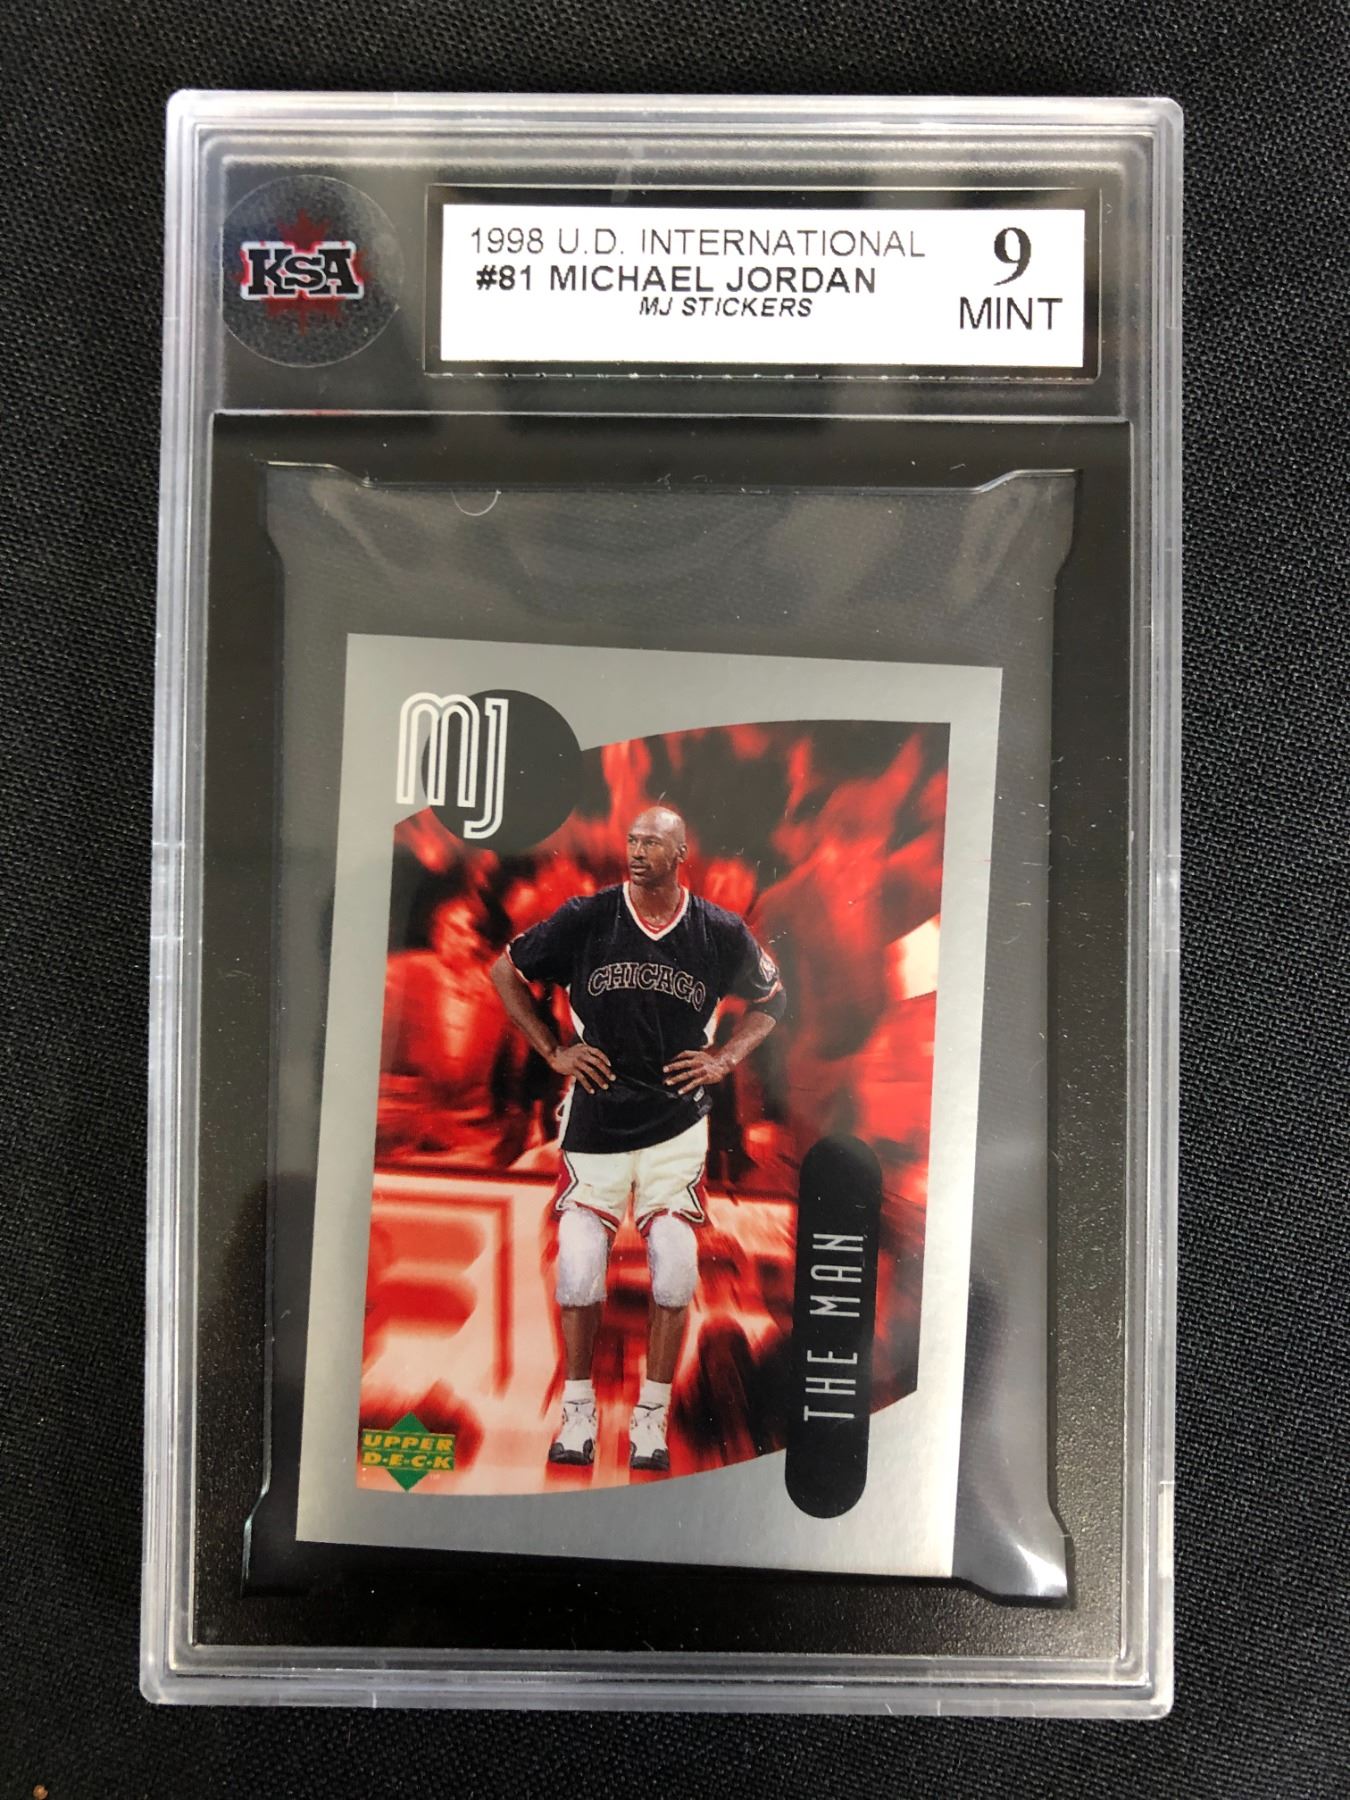 KSA
1998 U.D. INTERNATIONAL
#81 MICHAEL JORDAN
MJ STICKERS
9
MINT
MJ
CHICAGO
THE MAN
UPPER
D·E·C·K